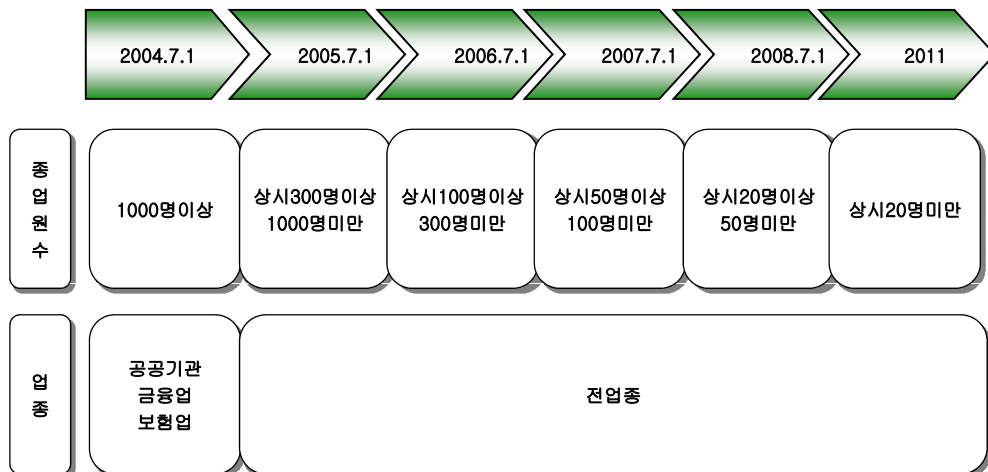 2004.7.1
2005.7.1
2006.7.1
2007.7.1
2008.7.1
2011
종
업
원
수
1000명이상
상시300명이상
1000명미만
상시100명이상
300명미만
상시50명이상
100명미만
상시20명이상
50명미만
상시20명미만
업
종
공공기관
금융업
보험업
전업종